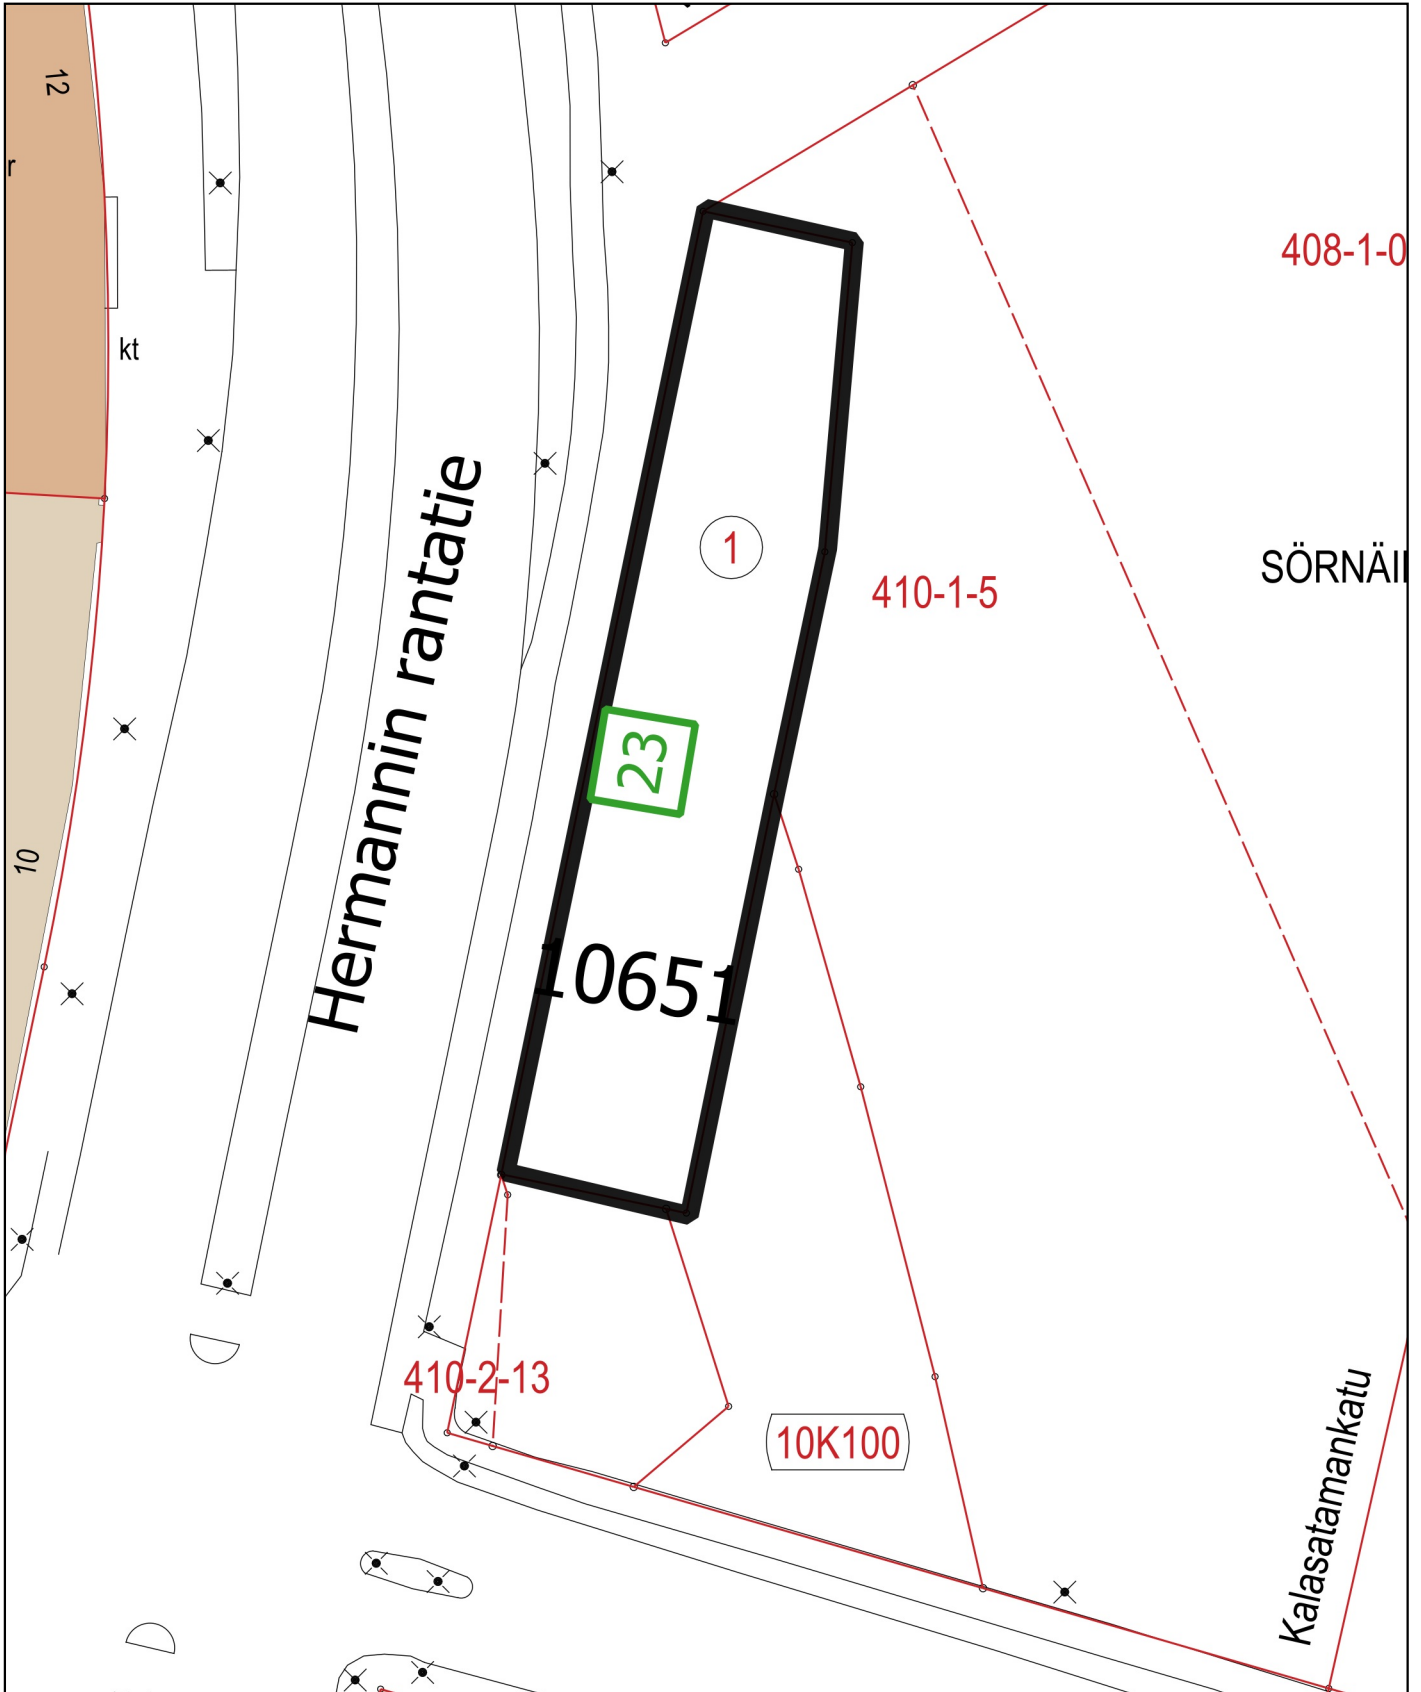 12
r
408-1-0
kt
1
SÖRNÄI
410-1-5
Hermannin rantatie
23
10
10651
410-2-13
10K100
Kalasatamankatu